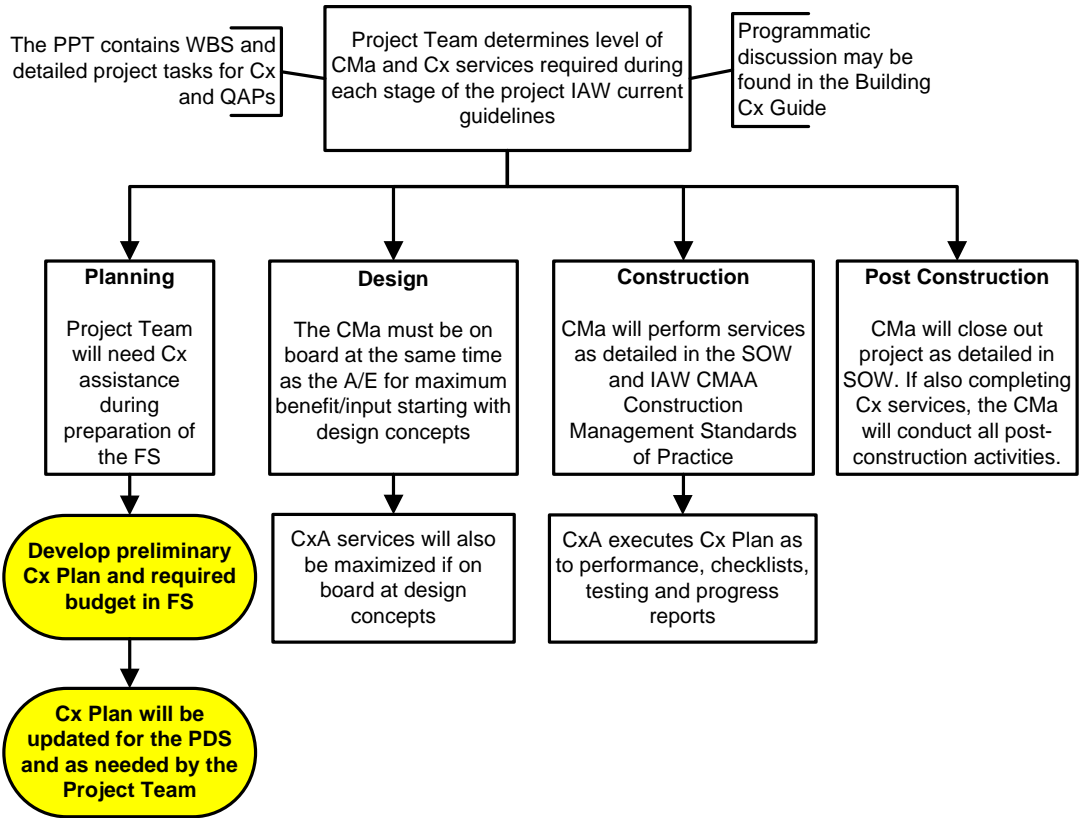 The PPT contains WBS and
detailed project tasks for Cx
and QAPs
Project Team determines level of
CMa and Cx services required during
each stage of the project IAW current
guidelines
Programmatic
discussion may be
found in the Building
Cx Guide
Planning
Project Team
will need Cx
assistance
during
preparation of
the FS
Design
The CMa must be on
board at the same time
as the A/E for maximum
benefit/input starting with
design concepts
Construction
CMa will perform services
as detailed in the SOW
and IAW CMAA
Construction
Management Standards
of Practice
Post Construction
CMa will close out
project as detailed in
SOW. If also completing
Cx services, the CMa
will conduct all post-
construction activities.
Develop preliminary
Cx Plan and required
budget in FS
CxA services will also
be maximized if on
board at design
concepts
CxA executes Cx Plan as
to performance, checklists,
testing and progress
reports
Cx Plan will be
updated for the PDS
and as needed by the
Project Team